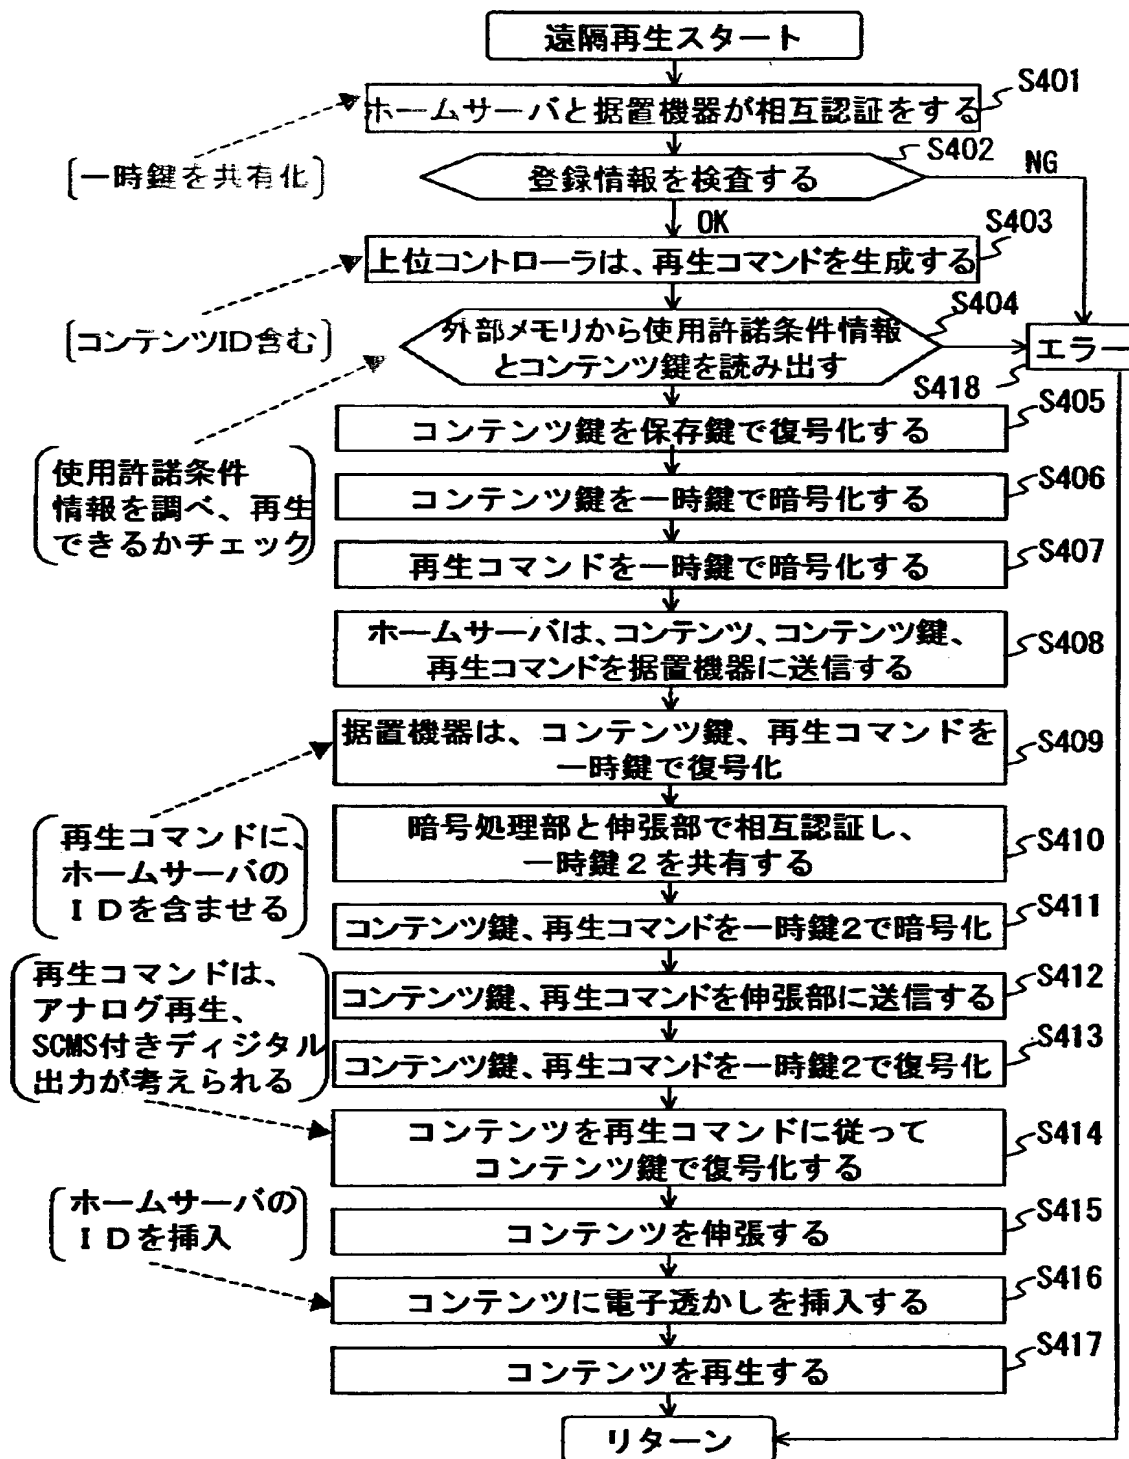 遠隔再生スタート
S401
ホームサーバと据置機器が相互認証をする
〔一時鍵を共有化〕
S402
登録情報を検査する
NG
OK
S403
上位コントローラは、再生コマンドを生成する
〔コンテンツID含む〕
S404
外部メモリから使用許諾条件情報
とコンテンツ鍵を読み出す
エラー
S418
使用許諾条件
情報を調べ、再生
できるかチェック
S405
コンテンツ鍵を保存鍵で復号化する
S406
コンテンツ鍵を一時鍵で暗号化する
S407
再生コマンドを一時鍵で暗号化する
S408
ホームサーバは、コンテンツ、コンテンツ鍵、
再生コマンドを据置機器に送信する
S409
据置機器は、コンテンツ鍵、再生コマンドを
一時鍵で復号化
再生コマンドに、
ホームサーバの
ＩＤを含ませる
S410
暗号処理部と伸張部で相互認証し、
一時鍵２を共有する
S411
コンテンツ鍵、再生コマンドを一時鍵2で暗号化
再生コマンドは、
アナログ再生、
SCMS付きディジタル
出力が考えられる
S412
コンテンツ鍵、再生コマンドを伸張部に送信する
S413
コンテンツ鍵、再生コマンドを一時鍵2で復号化
S414
コンテンツを再生コマンドに従って
コンテンツ鍵で復号化する
ホームサーバの
ＩＤを挿入
S415
コンテンツを伸張する
S416
コンテンツに電子透かしを挿入する
S417
コンテンツを再生する
リターン